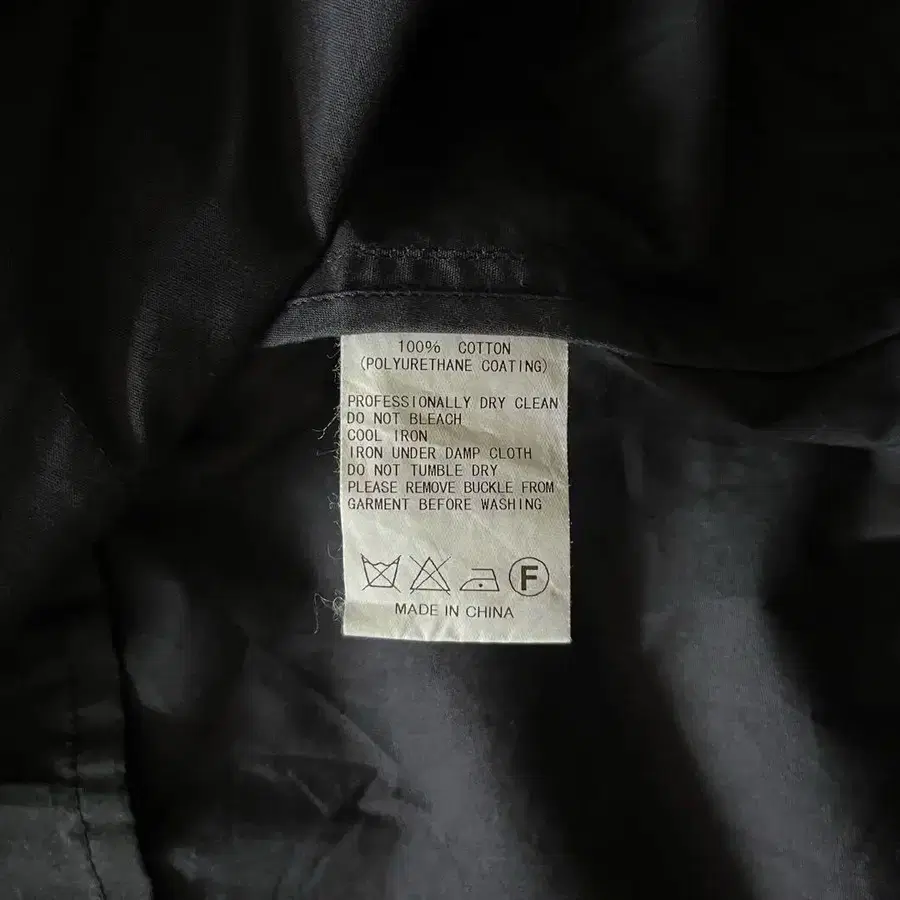 100% COTTON
(POLYURETHANE COATING)
PROFESSIONALLY DRY CLEAN
DO NOT BLEACH
COOL IRON
IRON UNDER DAMP CLOTH
DO NOT TUMBLE DRY
PLEASE REMOVE BUCKLE FROM
GARMENT BEFORE WASHING
F
MADE IN CHINA